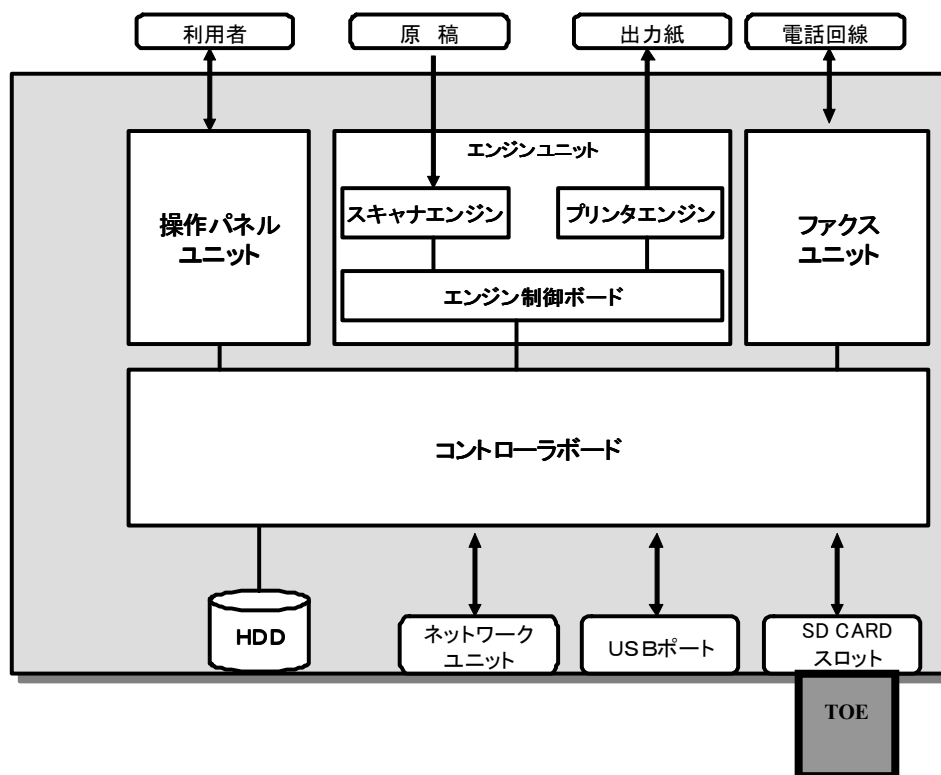 利用者
原 稿
出力紙
電話回線
エンジンユニット
操作パネル
ユニット
スキャナエンジン
プリンタエンジン
ファクス
ユニット
エンジン制御ボード
コントローラボード
HDD
ネットワーク
ユニット
USBポート
SD CARD
スロット
TOE